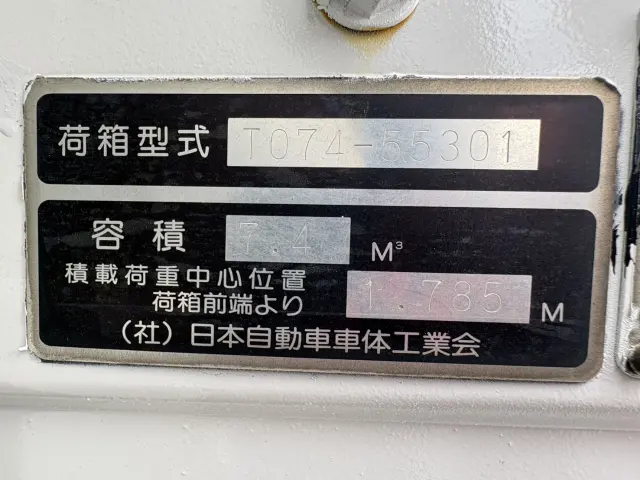 荷箱型式 T074-55301
容積 7.4 M³
積載荷重中心位置
荷箱前端より 1.785 M
(社)日本自動車車体工業会